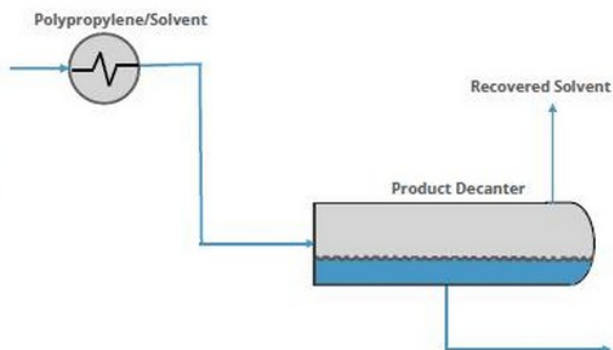 Polypropylene/Solvent
Recovered Solvent
Product Decanter